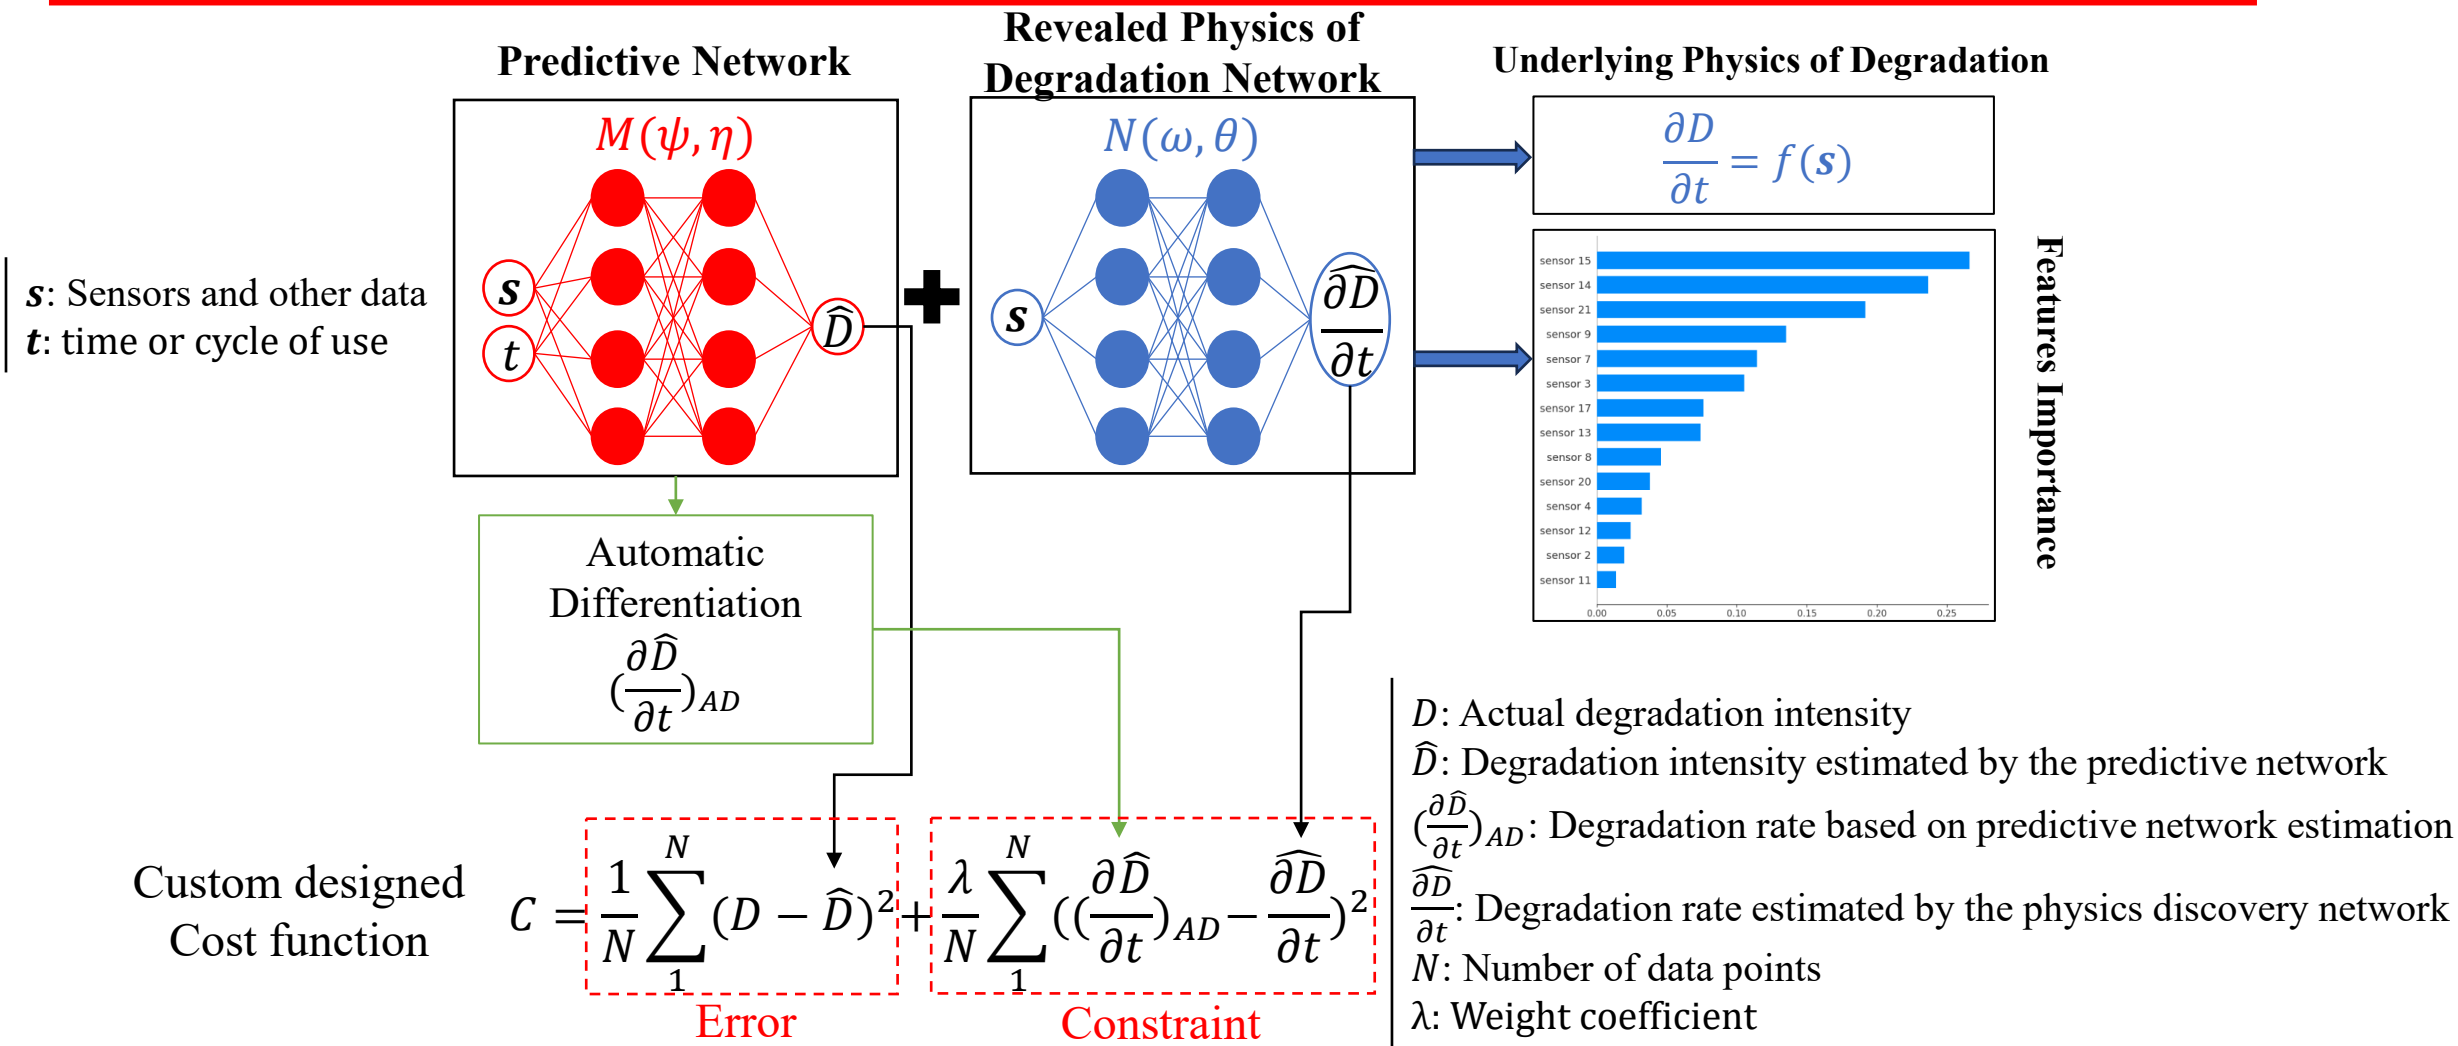 Predictive Network
Revealed Physics of
Degradation Network
Underlying Physics of Degradation
M(ψ, η)
N(ω, θ)
∂D/∂t = f(s)
s: Sensors and other data
t: time or cycle of use
s
t
D̂
s
∂D̂/∂t
sensor 15
sensor 14
sensor 21
sensor 9
sensor 7
sensor 3
sensor 17
sensor 13
sensor 8
sensor 20
sensor 4
sensor 12
sensor 2
sensor 11
0.00 0.05 0.10 0.15 0.20 0.25
Features Importance
Automatic
Differentiation
(∂D̂/∂t)AD
Custom designed
Cost function
C = 1/N ∑₁ᴺ (D − D̂)² + λ/N ∑₁ᴺ ((∂D̂/∂t)AD − ∂D̂/∂t)²
Error
Constraint
D: Actual degradation intensity
D̂: Degradation intensity estimated by the predictive network
(∂D̂/∂t)AD: Degradation rate based on predictive network estimation
∂D̂/∂t: Degradation rate estimated by the physics discovery network
N: Number of data points
λ: Weight coefficient